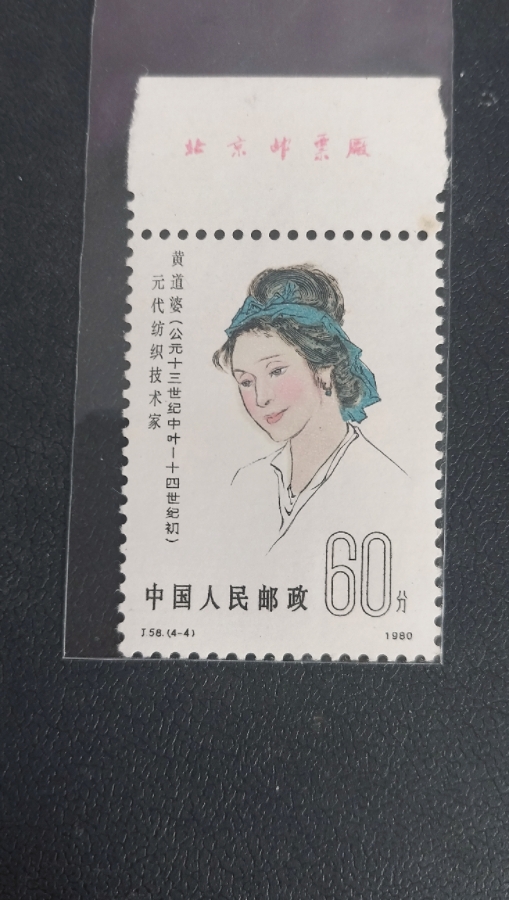 北京邮票厂
黄道婆(公元十三世纪中叶—十四世纪初)
元代纺织技术家
中国人民邮政
60分
J58.(4-4)
1980